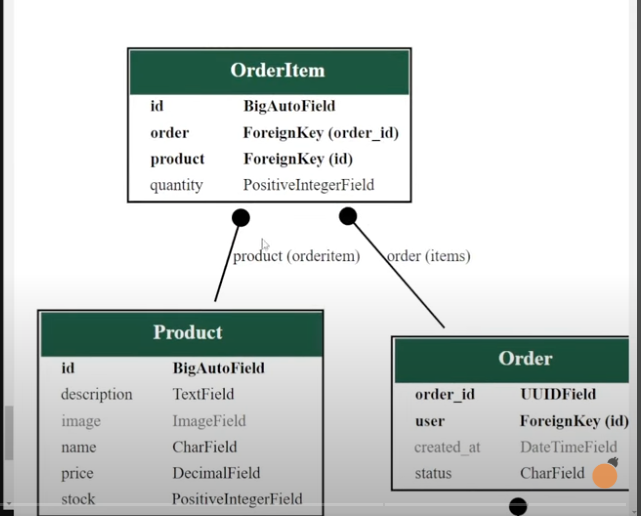 OrderItem
id BigAutoField
order ForeignKey (order_id)
product ForeignKey (id)
quantity PositiveIntegerField
product (orderitem) order (items)
Product
id BigAutoField
description TextField
image ImageField
name CharField
price DecimalField
stock PositiveIntegerField
Order
order_id UUIDField
user ForeignKey (id)
created_at DateTimeField
status CharField